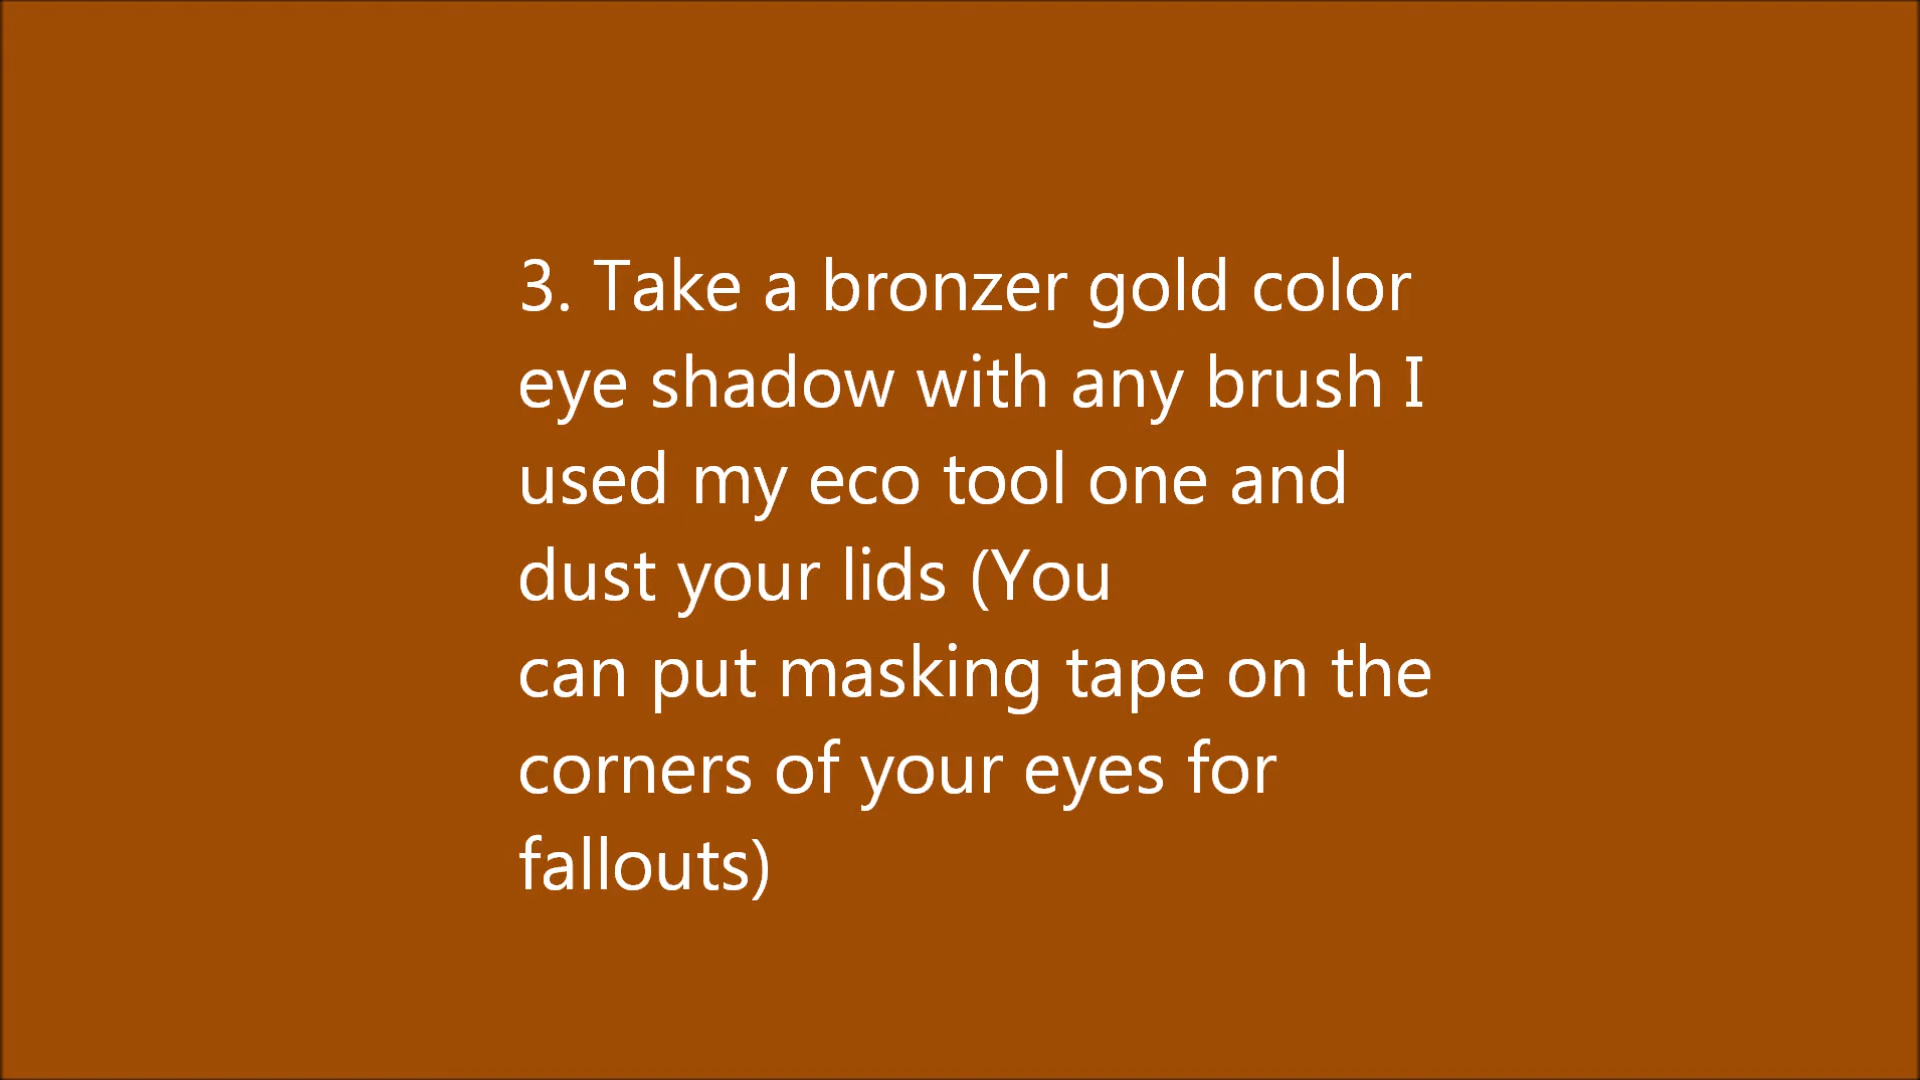 3. Take a bronzer gold color
eye shadow with any brush I
used my eco tool one and
dust your lids (You
can put masking tape on the
corners of your eyes for
fallouts)